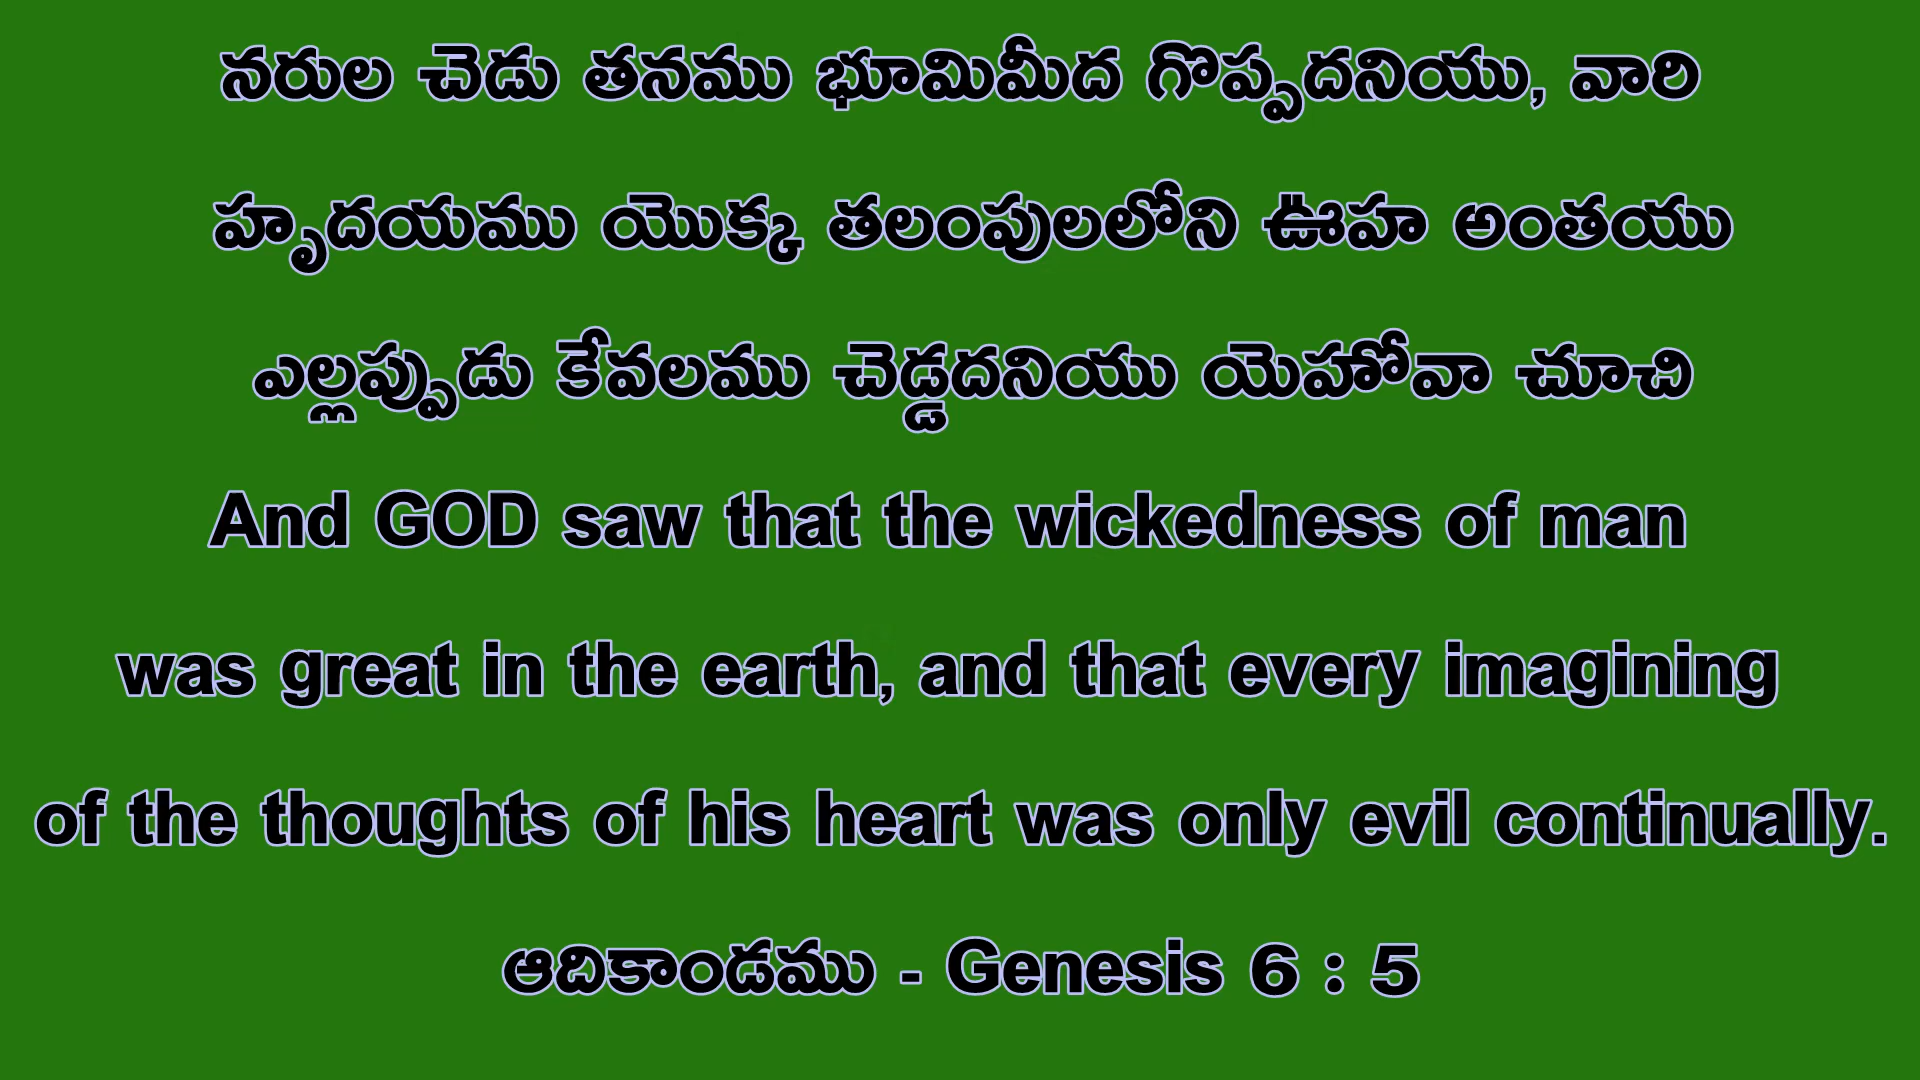 నరుల చెడు తనము భూమిమీద గొప్పదనియు, వారి
హృదయము యొక్క తలంపులలోని ఊహ అంతయు
ఎల్లప్పుడు కేవలము చెడ్డదనియు యెహోవా చూచి
And GOD saw that the wickedness of man
was great in the earth, and that every imagining
of the thoughts of his heart was only evil continually.
ఆదికాండము - Genesis 6 : 5